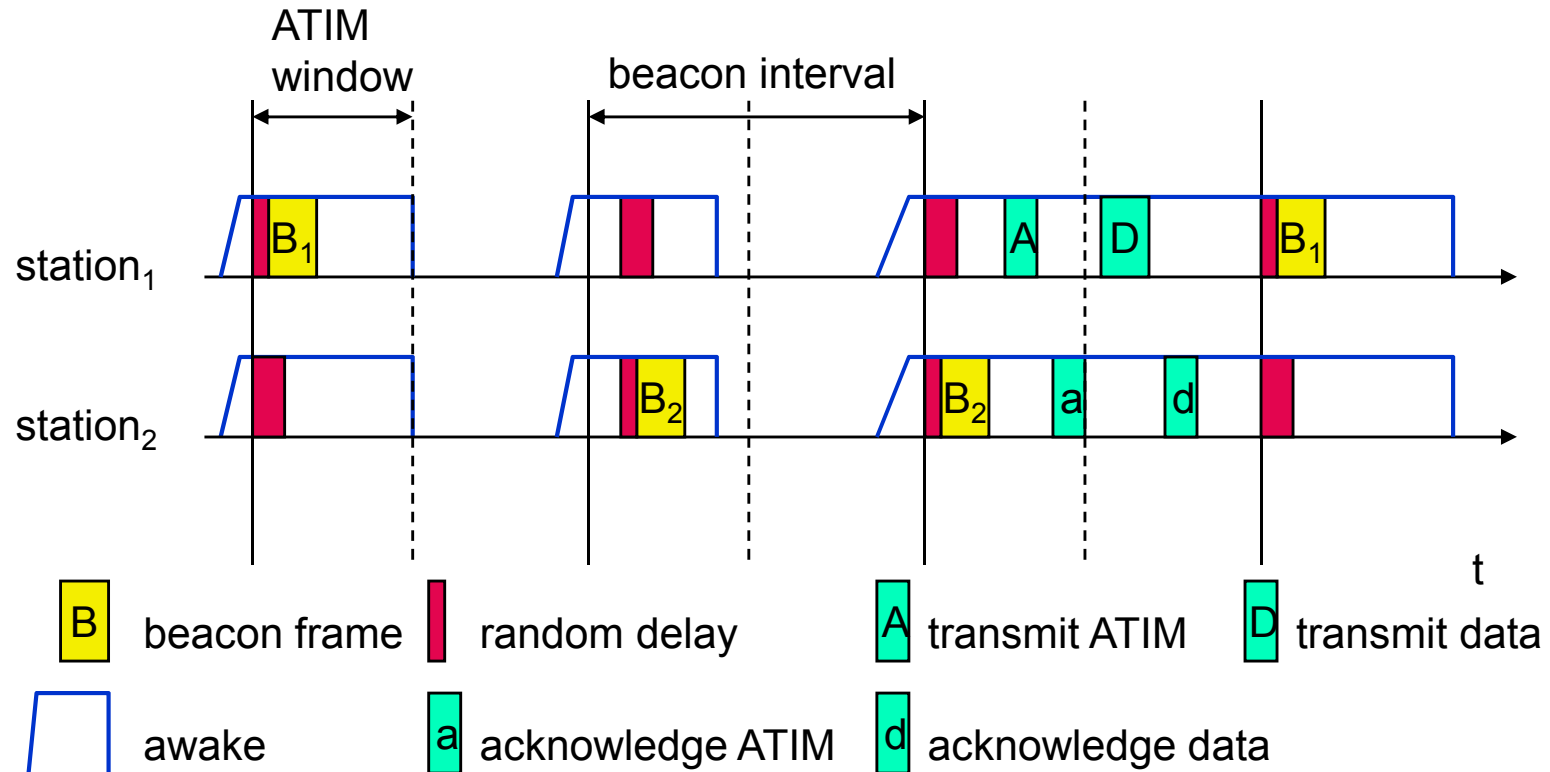 ATIM
window
beacon interval
station₁
B₁
A
D
B₁
station₂
B₂
B₂
a
d
t
B beacon frame
random delay
A transmit ATIM
D transmit data
awake
a acknowledge ATIM
d acknowledge data